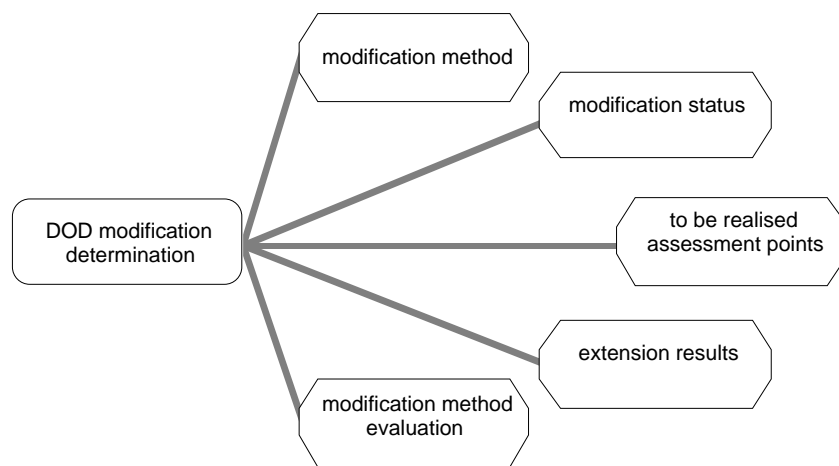 modification method
modification status
DOD modification
determination
to be realised
assessment points
extension results
modification method
evaluation